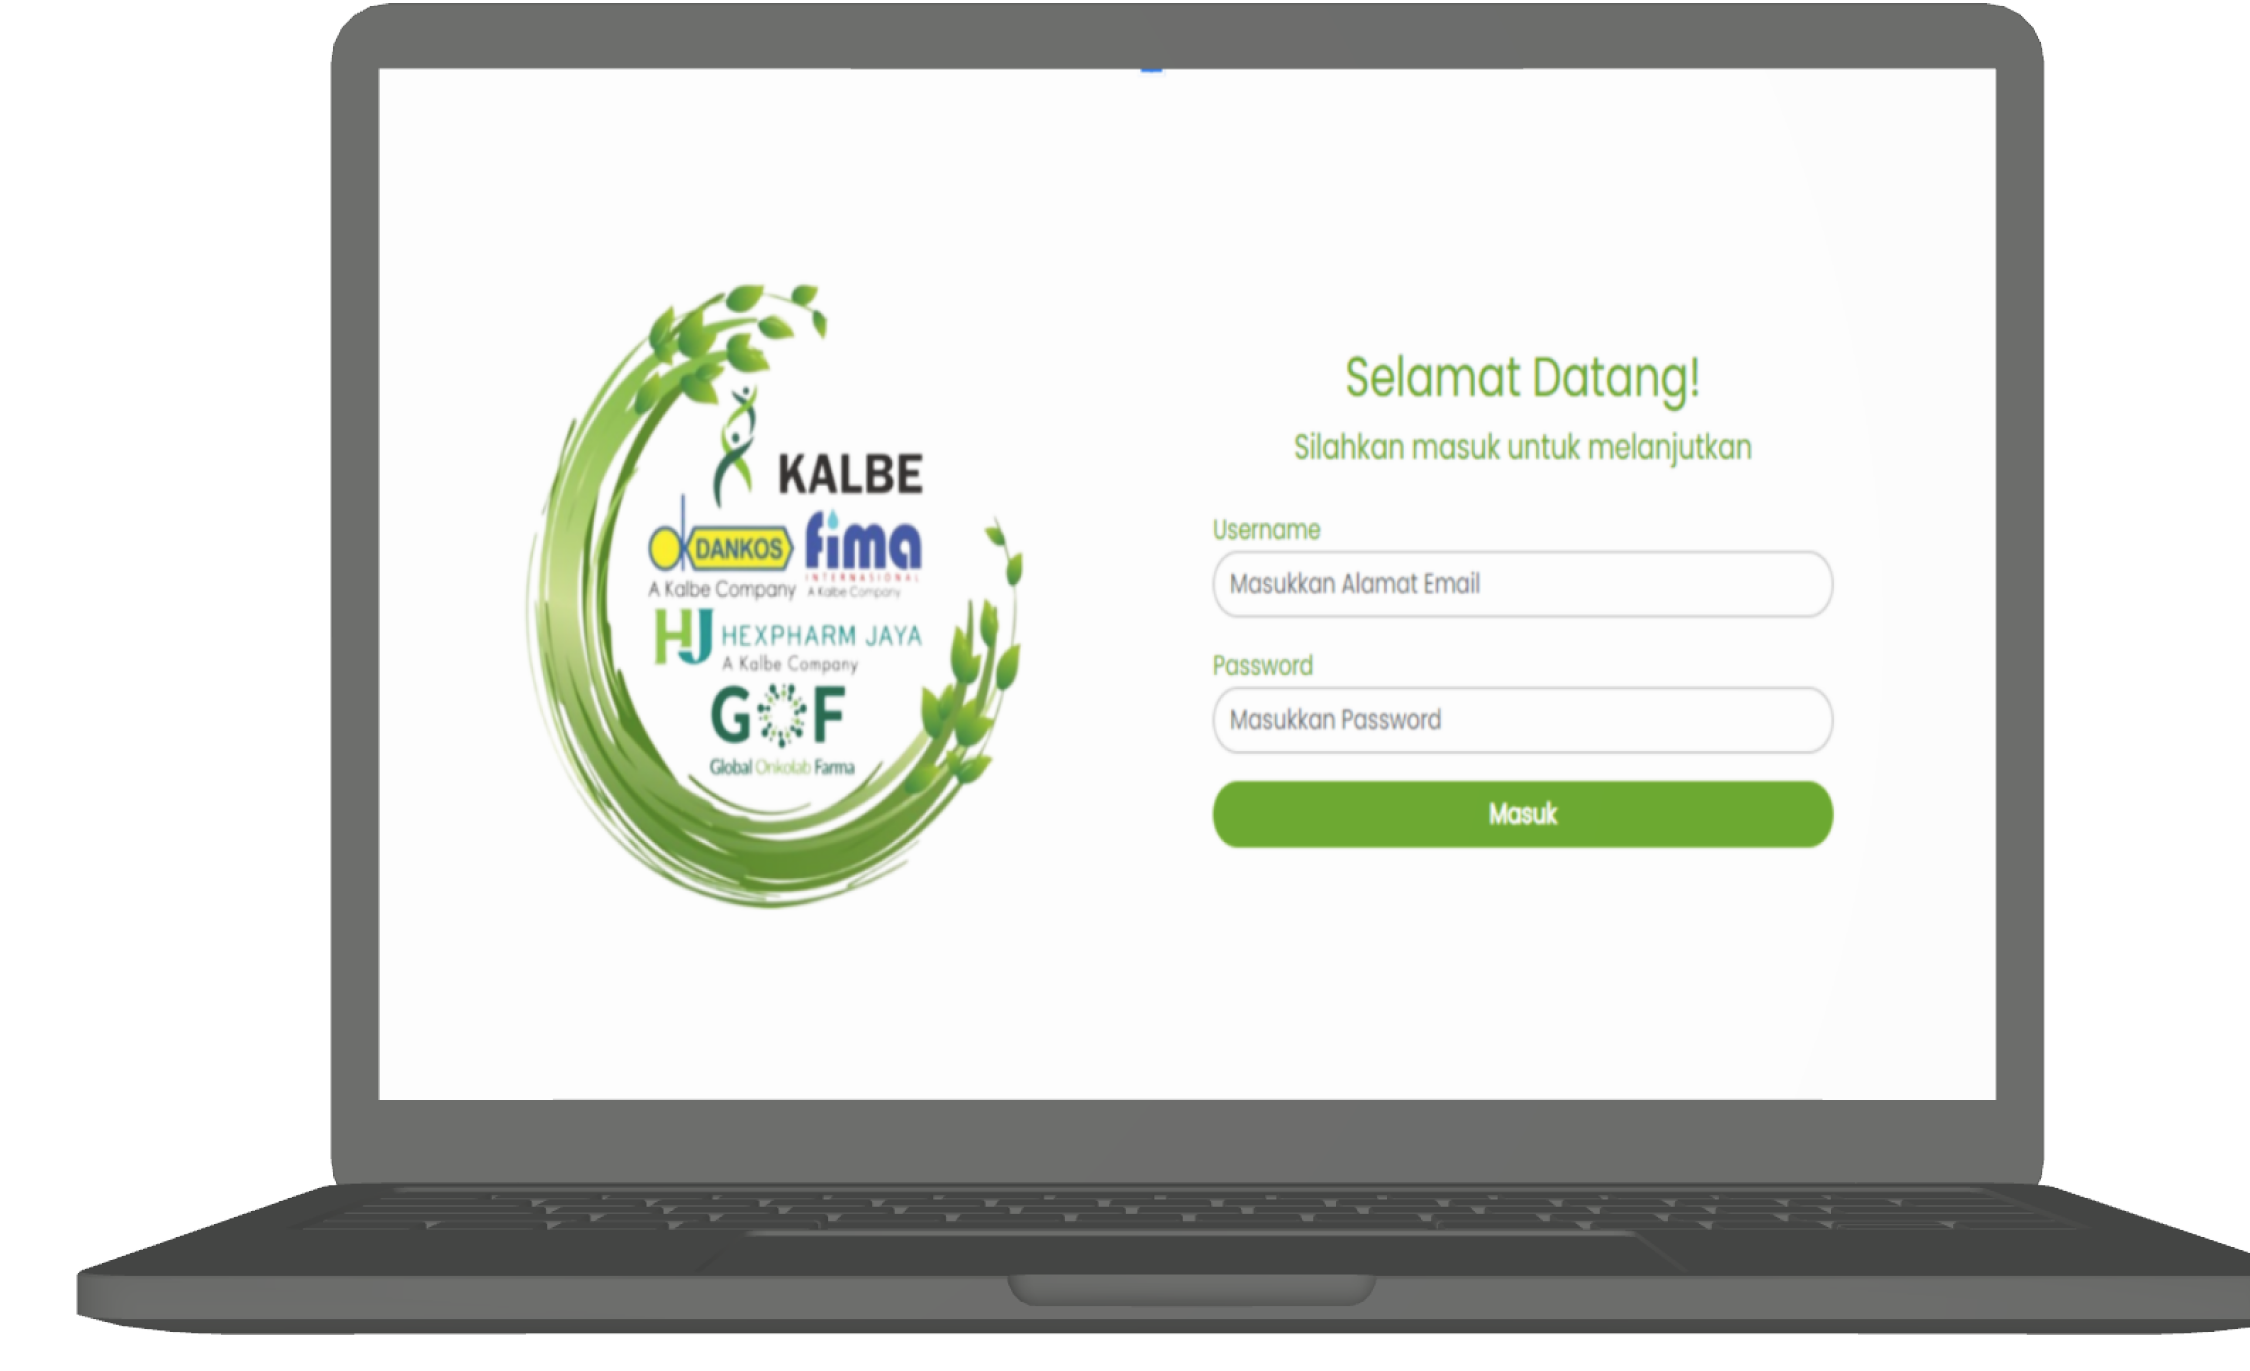 KALBE
DANKOS
A Kalbe Company
fima
INTERNASIONAL
A Kalbe Company
HJ HEXPHARM JAYA
A Kalbe Company
GOF
Global Onkolab Farma
Selamat Datang!
Silahkan masuk untuk melanjutkan
Username
Masukkan Alamat Email
Password
Masukkan Password
Masuk